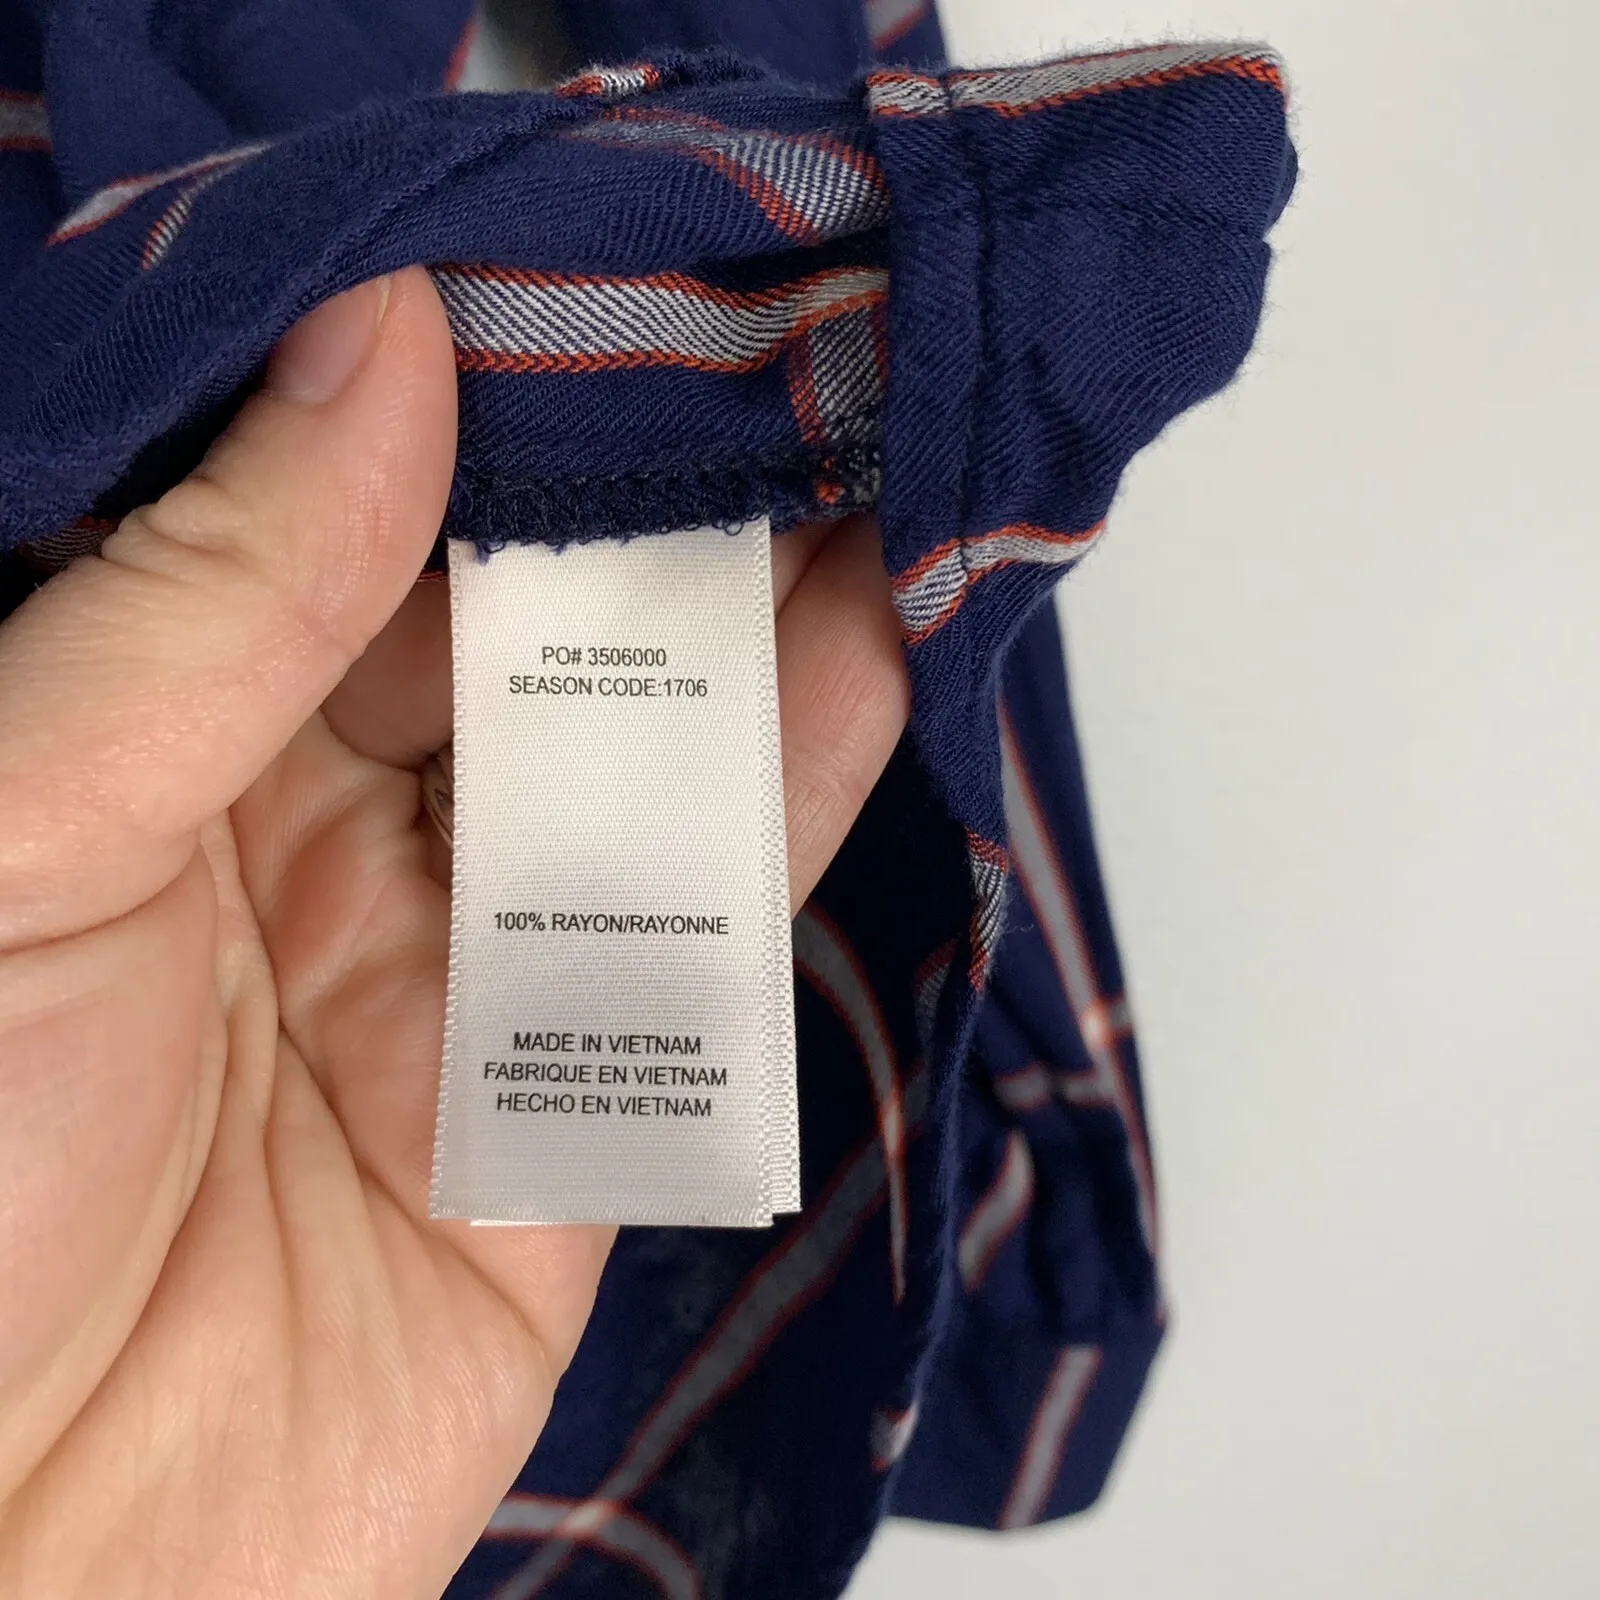 PO# 3506000
SEASON CODE:1706
100% RAYON/RAYONNE
MADE IN VIETNAM
FABRIQUE EN VIETNAM
HECHO EN VIETNAM